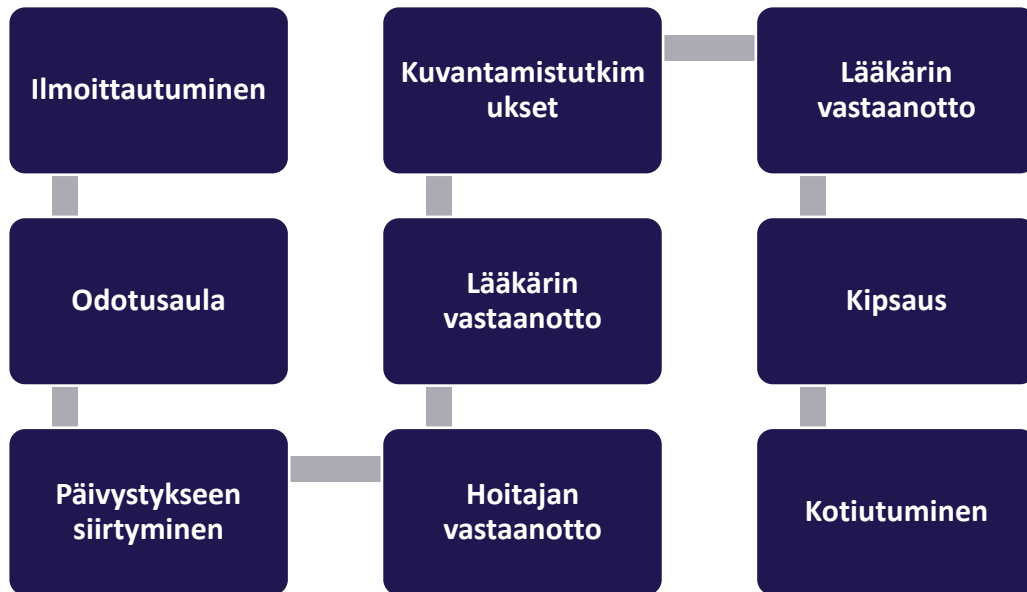 Ilmoittautuminen
Odotusaula
Päivystykseen
siirtyminen
Hoitajan
vastaanotto
Lääkärin
vastaanotto
Kuvantamistutkim
ukset
Lääkärin
vastaanotto
Kipsaus
Kotiutuminen